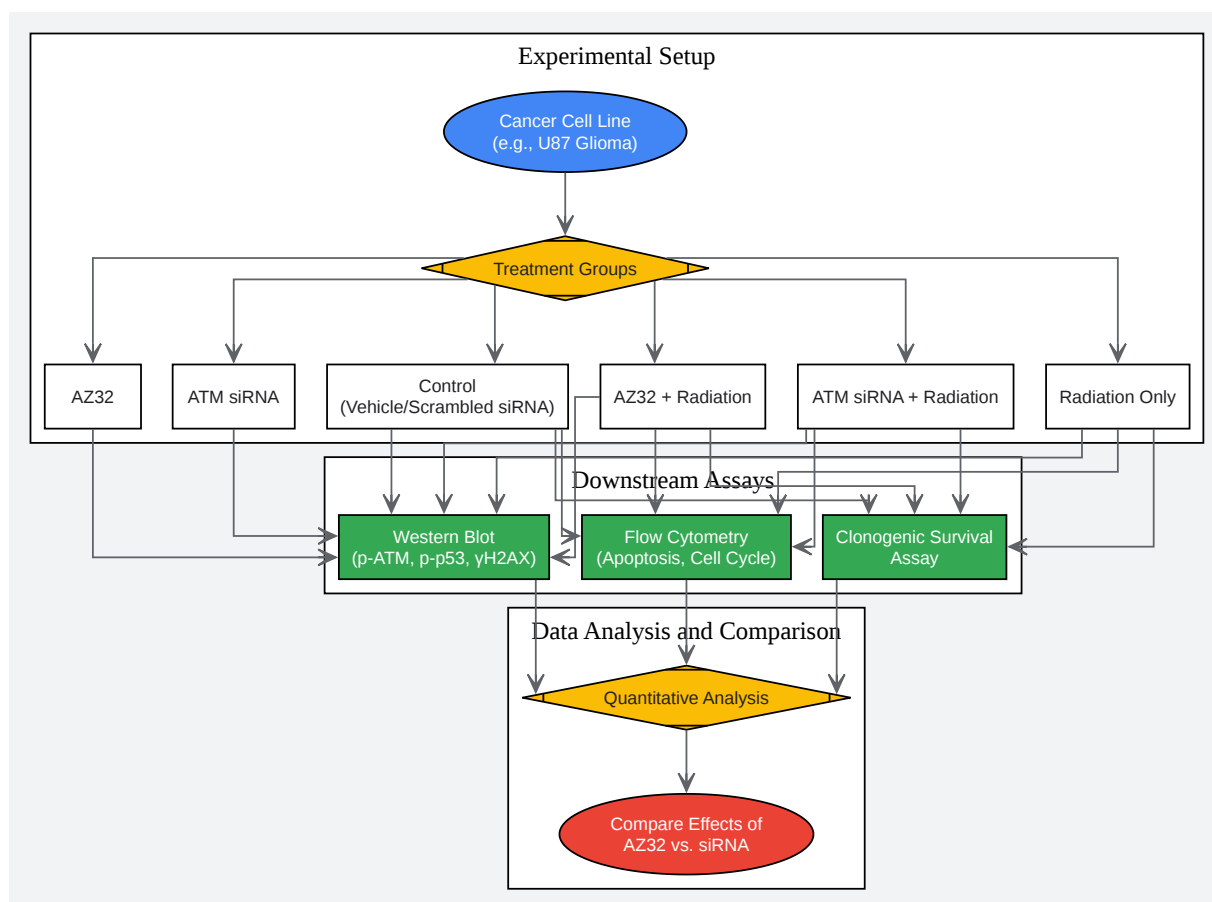 Experimental Setup
Cancer Cell Line
(e.g., U87 Glioma)
Treatment Groups
AZ32
ATM siRNA
Control
(Vehicle/Scrambled siRNA)
AZ32 + Radiation
ATM siRNA + Radiation
Radiation Only
Downstream Assays
Western Blot
(p-ATM, p-p53, γH2AX)
Flow Cytometry
(Apoptosis, Cell Cycle)
Clonogenic Survival
Assay
Data Analysis and Comparison
Quantitative Analysis
Compare Effects of
AZ32 vs. siRNA